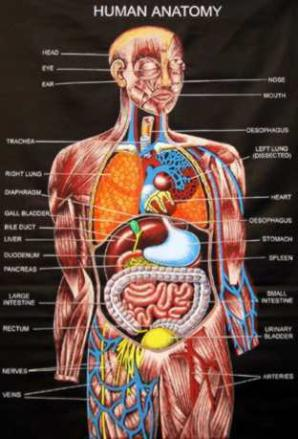 HUMAN ANATOMY
HEAD
EYE
EAR
NOSE
MOUTH
TRACHEA
OESOPHAGUS
LEFT LUNG
(DISSECTED)
RIGHT LUNG
DIAPHRAGM
GALL BLADDER
BILE DUCT
LIVER
DUODENUM
PANCREAS
HEART
OESOPHAGUS
STOMACH
SPLEEN
LARGE
INTESTINE
SMALL
INTESTINE
RECTUM
URINARY
BLADDER
NERVES
ARTERIES
VEINS